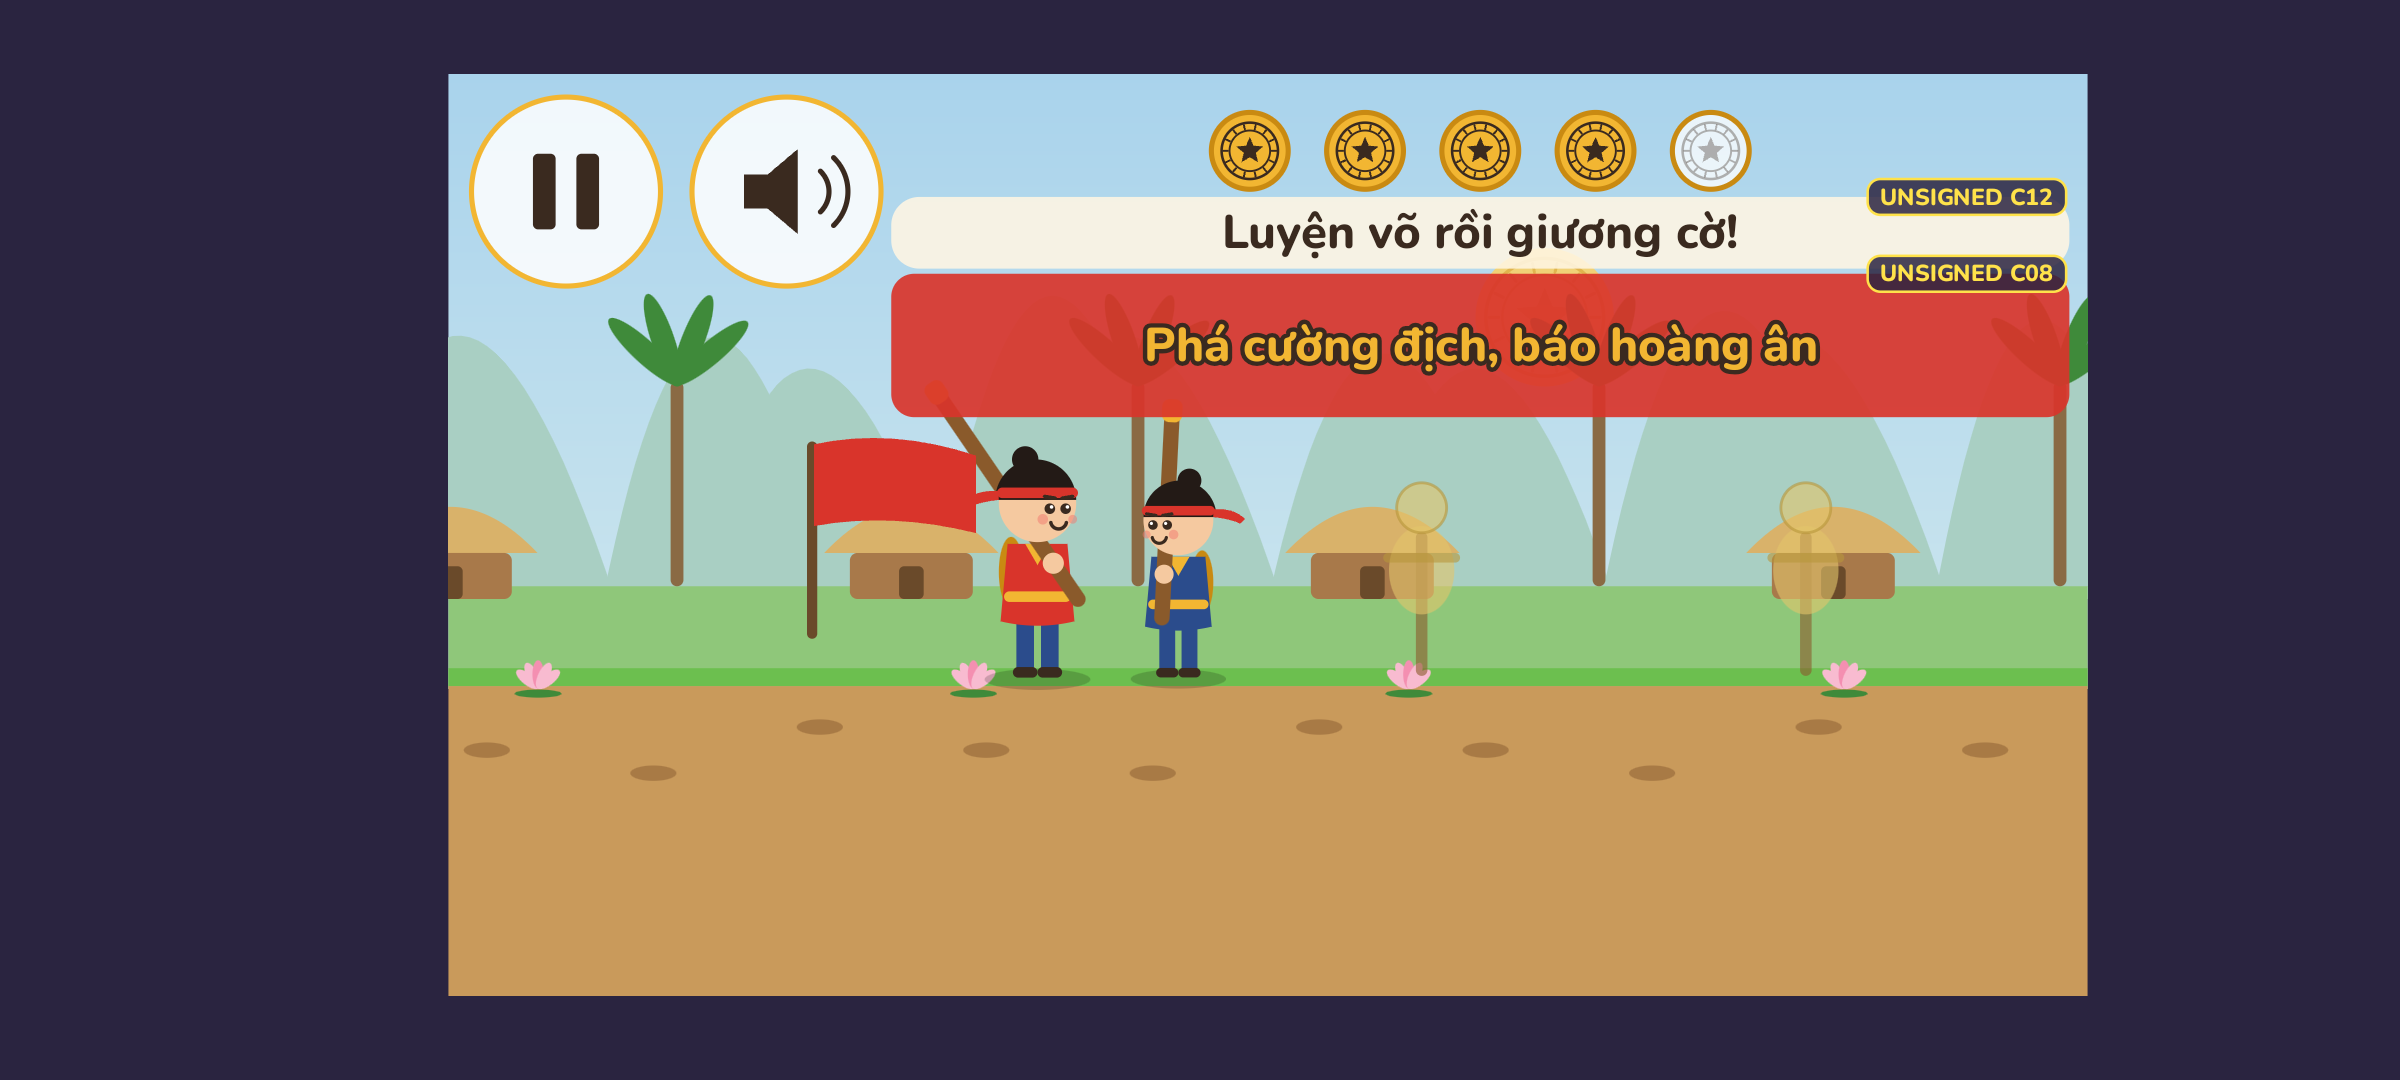 UNSIGNED C12
Luyện võ rồi giương cờ!
UNSIGNED C08
Phá cường địch, báo hoàng ân